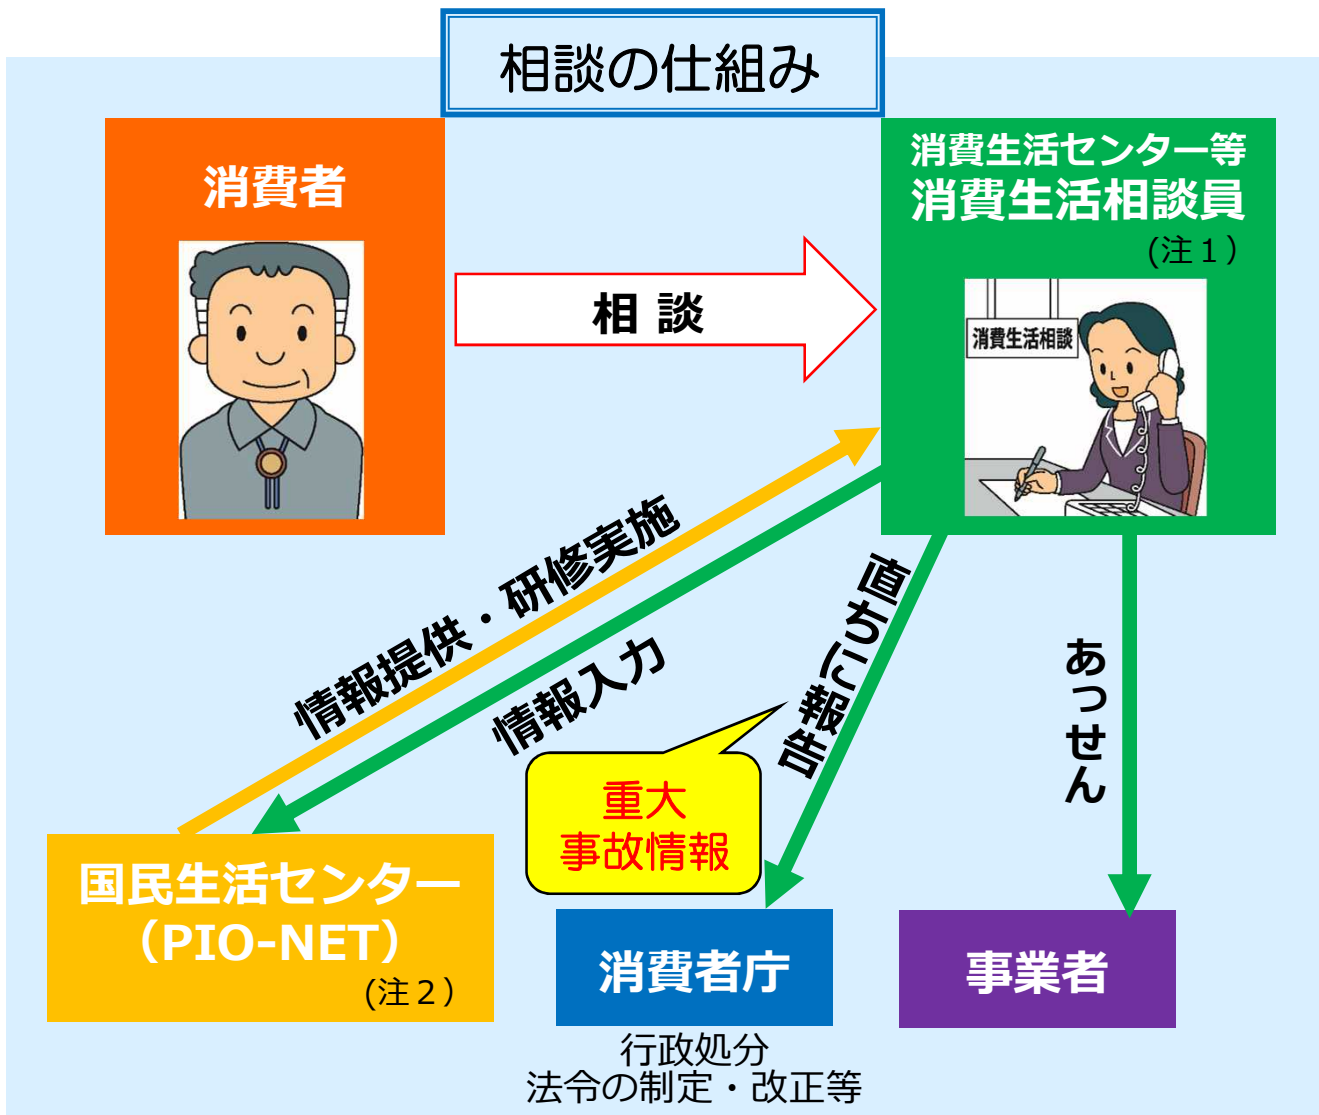 相談の仕組み
消費者
消費生活センター等
消費生活相談員
(注１)
相 談
消費生活相談
情報提供・研修実施
情報入力
直ちに報告
あっせん
重大
事故情報
国民生活センター
（PIO-NET）
(注２)
消費者庁
事業者
行政処分
法令の制定・改正等